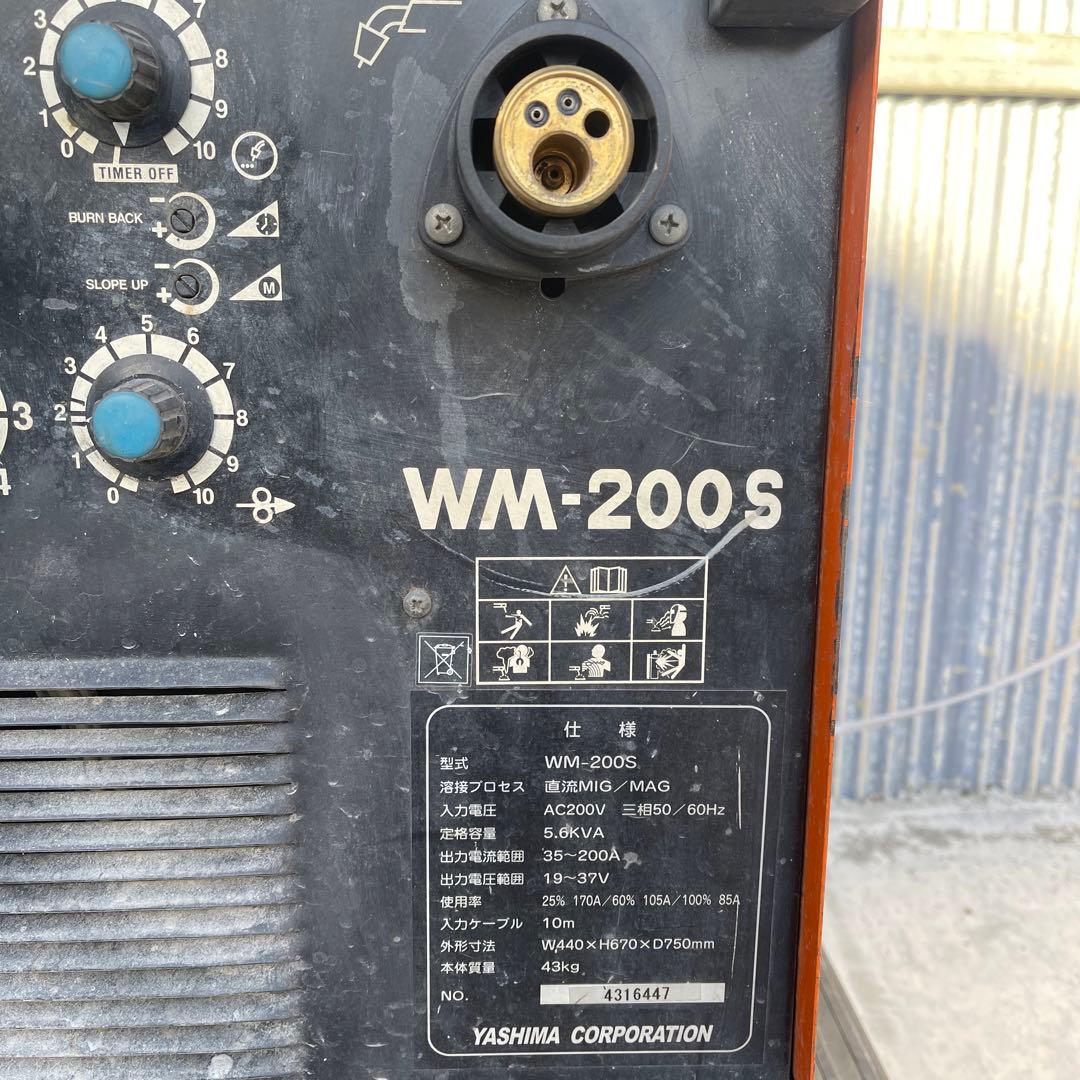 3 7
2 8
1 9
0 10
TIMER OFF
BURN BACK - +
SLOPE UP - +
M
5
4 6
3 7
2 8
1 9
0 10
3
4
WM-200S
仕様
型式 WM-200S
溶接プロセス 直流MIG/MAG
入力電圧 AC200V 三相50/60Hz
定格容量 5.6KVA
出力電流範囲 35~200A
出力電圧範囲 19~37V
使用率 25% 170A/60% 105A/100% 85A
入力ケーブル 10m
外形寸法 W440×H670×D750mm
本体質量 43kg
NO. 4316447
YASHIMA CORPORATION